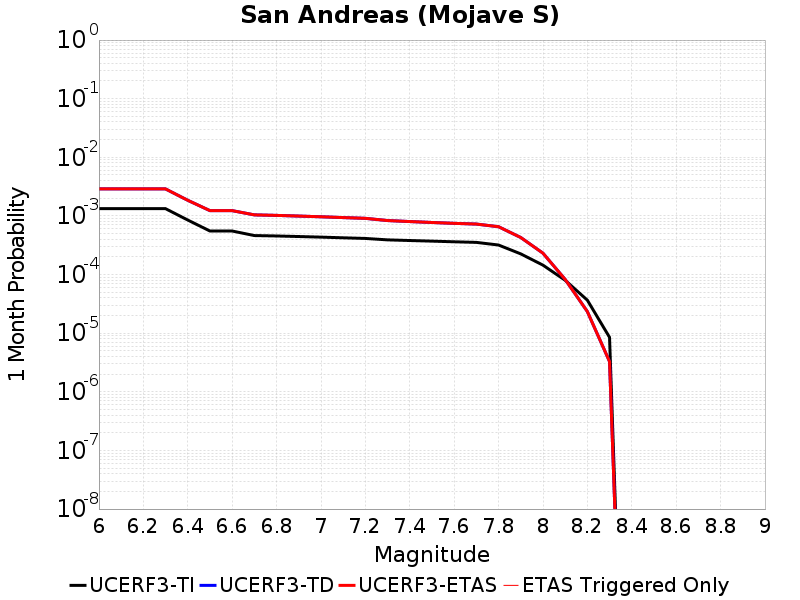 San Andreas (Mojave S)
1 Month Probability
10^0
10^-1
10^-2
10^-3
10^-4
10^-5
10^-6
10^-7
10^-8
6 6.2 6.4 6.6 6.8 7 7.2 7.4 7.6 7.8 8 8.2 8.4 8.6 8.8 9
Magnitude
UCERF3-TI UCERF3-TD UCERF3-ETAS ETAS Triggered Only